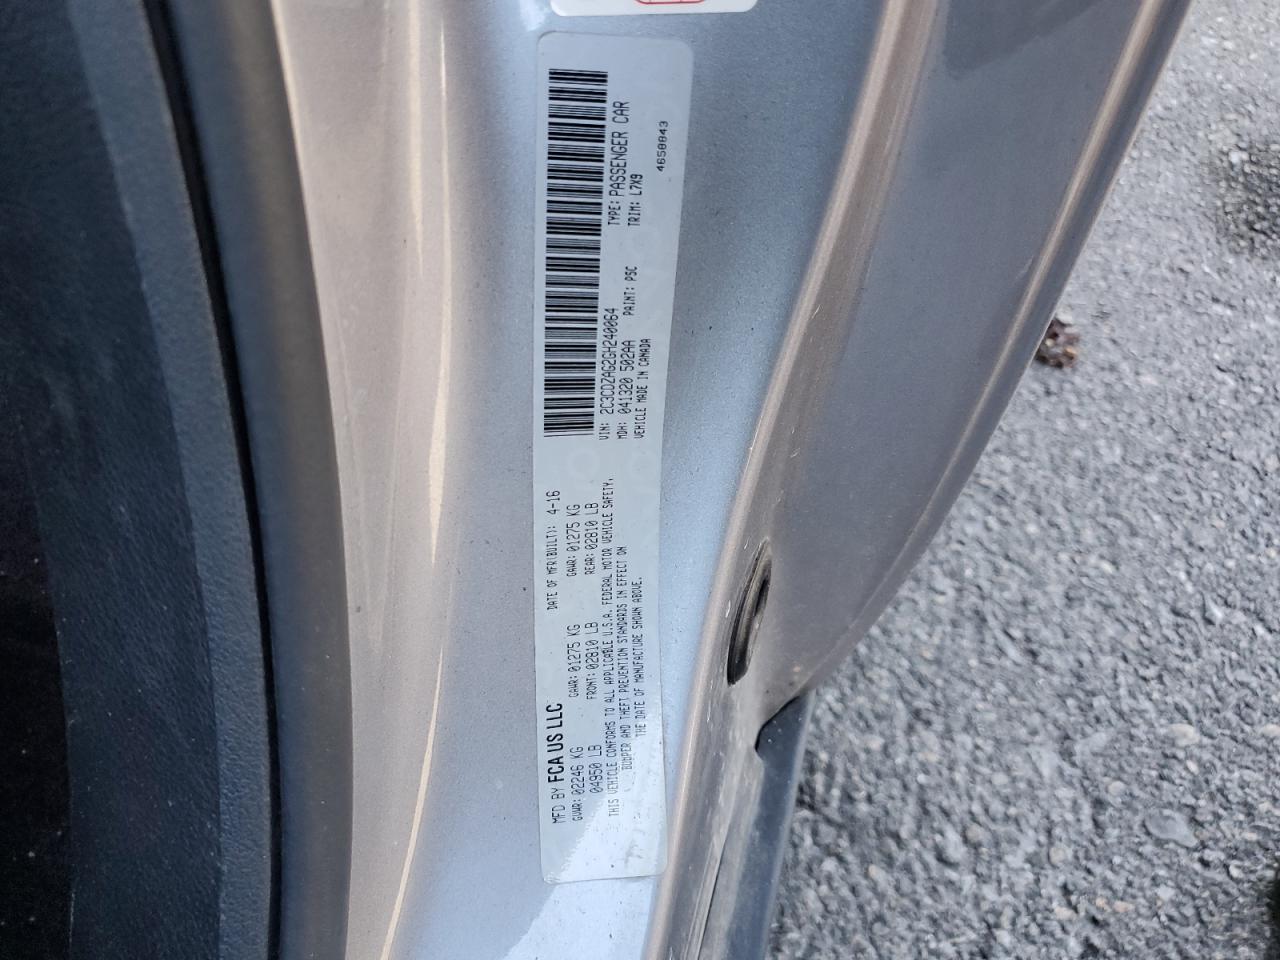 MFD BY FCA US LLC DATE OF MFR(BUILT): 4-16
GVWR: 02246 KG GAWR: 01275 KG GAWR: 01275 KG
04950 LB FRONT: 02810 LB REAR: 02810 LB
THIS VEHICLE CONFORMS TO ALL APPLICABLE U.S.A. FEDERAL MOTOR VEHICLE SAFETY,
BUMPER AND THEFT PREVENTION STANDARDS IN EFFECT ON
THE DATE OF MANUFACTURE SHOWN ABOVE.
VIN: 2C3CDZAG2GH240064 TYPE: PASSENGER CAR
MDH: 041320 502AA PAINT: PSC TRIM: L7X9
VEHICLE MADE IN CANADA
4658843